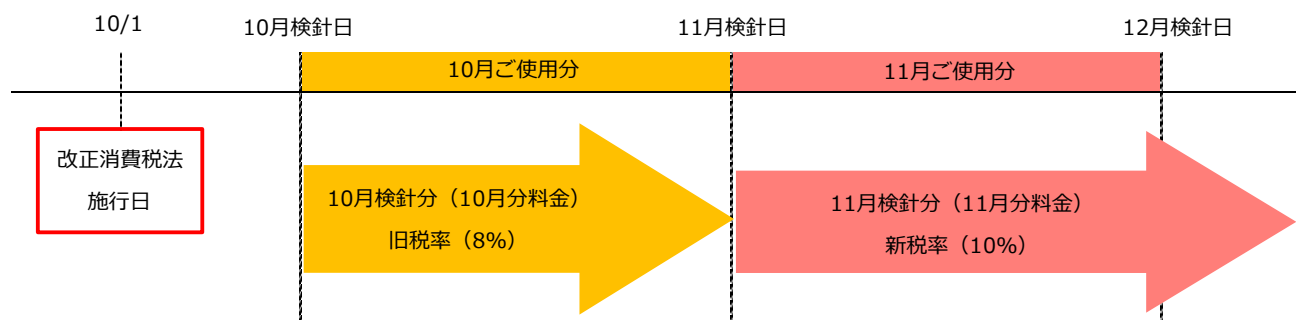 10/1
10月検針日
11月検針日
12月検針日
10月ご使用分
11月ご使用分
改正消費税法
施行日
10月検針分（10月分料金）
旧税率（8%）
11月検針分（11月分料金）
新税率（10%）